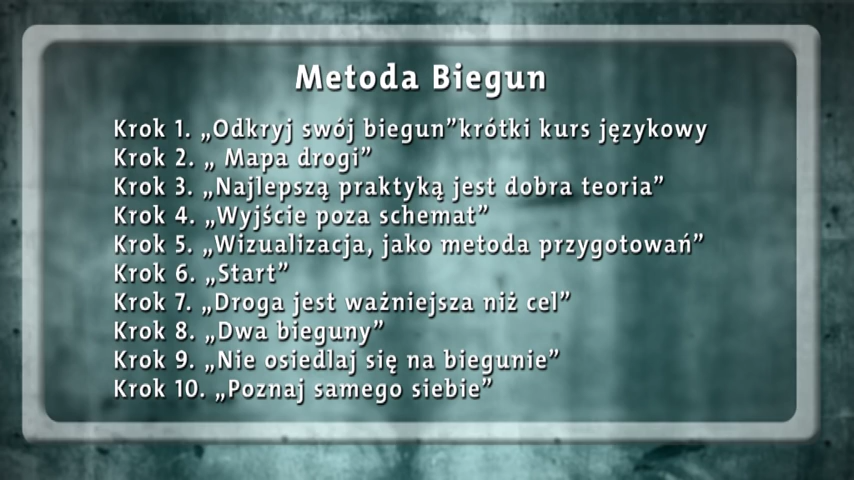 Metoda Biegun
Krok 1. „Odkryj swój biegun”krótki kurs językowy
Krok 2. „ Mapa drogi”
Krok 3. „Najlepszą praktyką jest dobra teoria”
Krok 4. „Wyjście poza schemat”
Krok 5. „Wizualizacja, jako metoda przygotowań”
Krok 6. „Start”
Krok 7. „Droga jest ważniejsza niż cel”
Krok 8. „Dwa bieguny”
Krok 9. „Nie osiedlaj się na biegunie”
Krok 10. „Poznaj samego siebie”